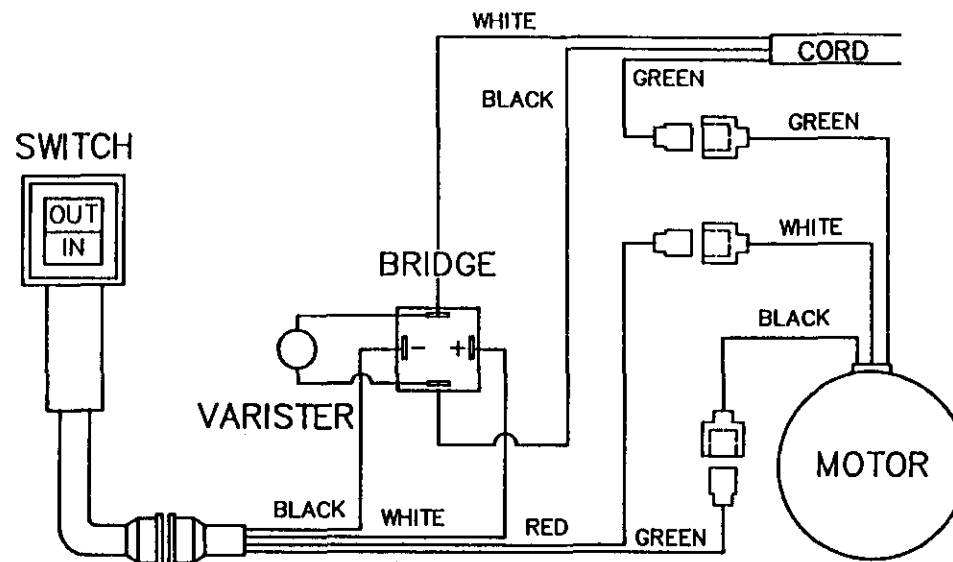 WHITE
CORD
GREEN
BLACK
GREEN
SWITCH
OUT
IN
WHITE
BRIDGE
BLACK
- +
VARISTER
MOTOR
BLACK
WHITE
RED
GREEN